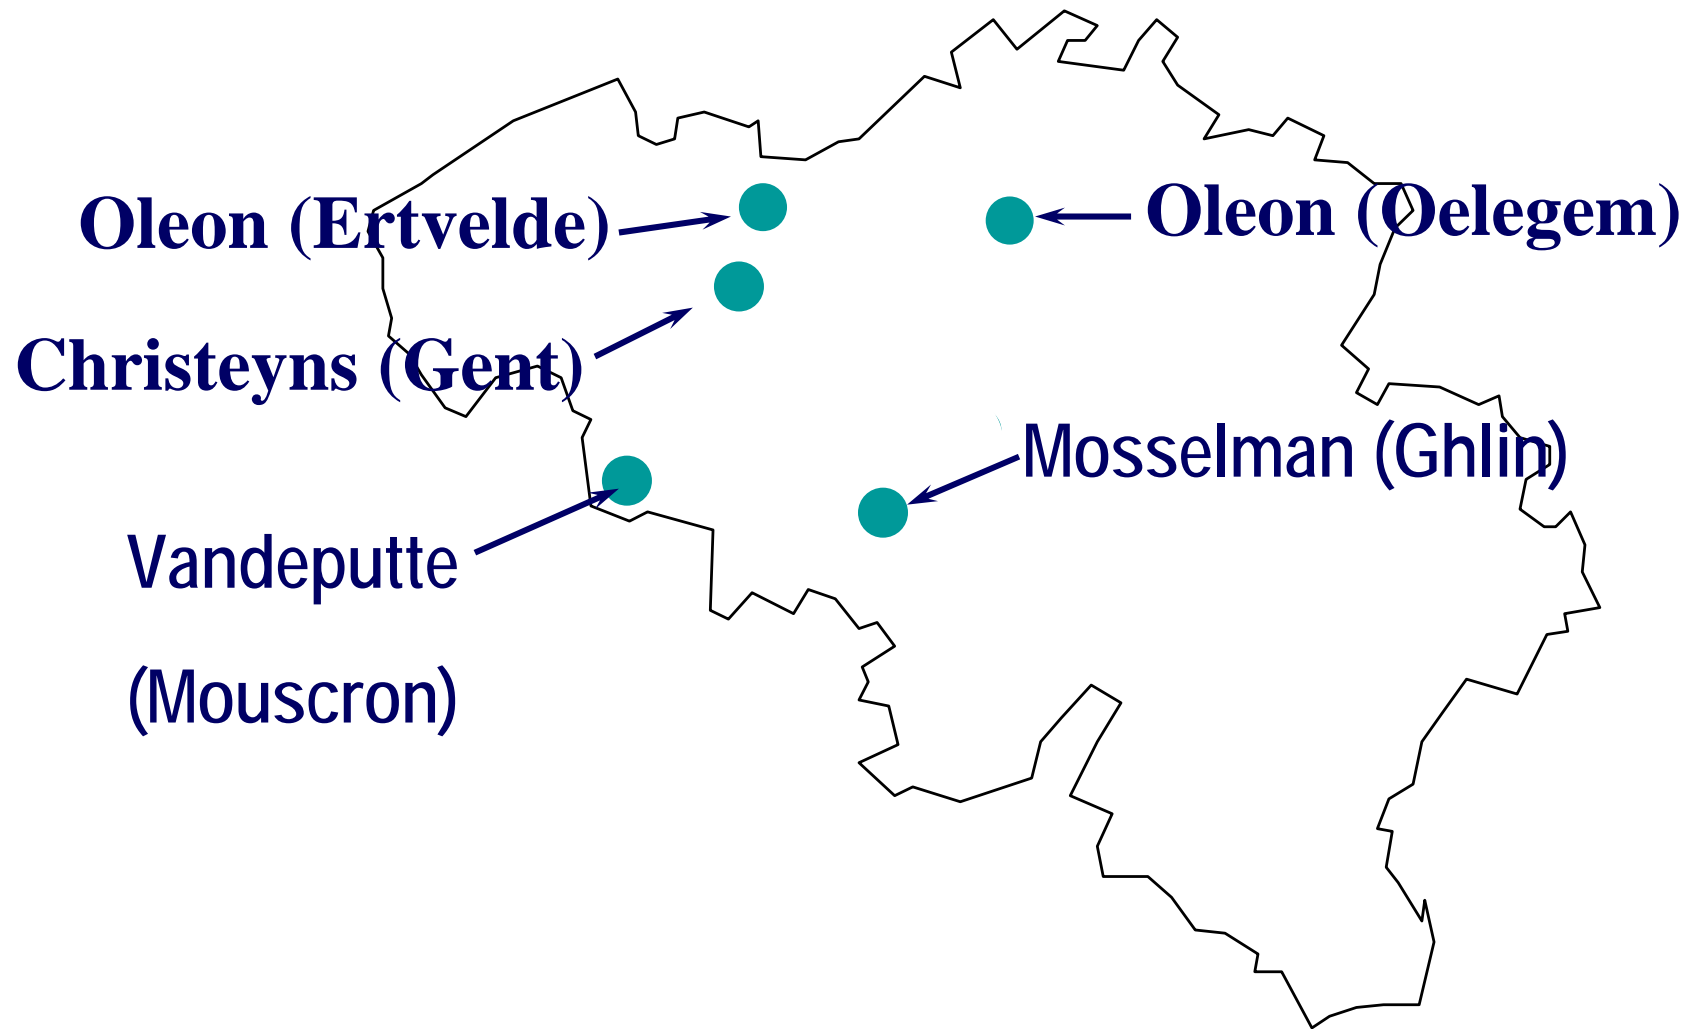 Oleon (Ertvelde)
Oleon (Oelegem)
Christeyns (Gent)
Mosselman (Ghlin)
Vandeputte
(Mouscron)